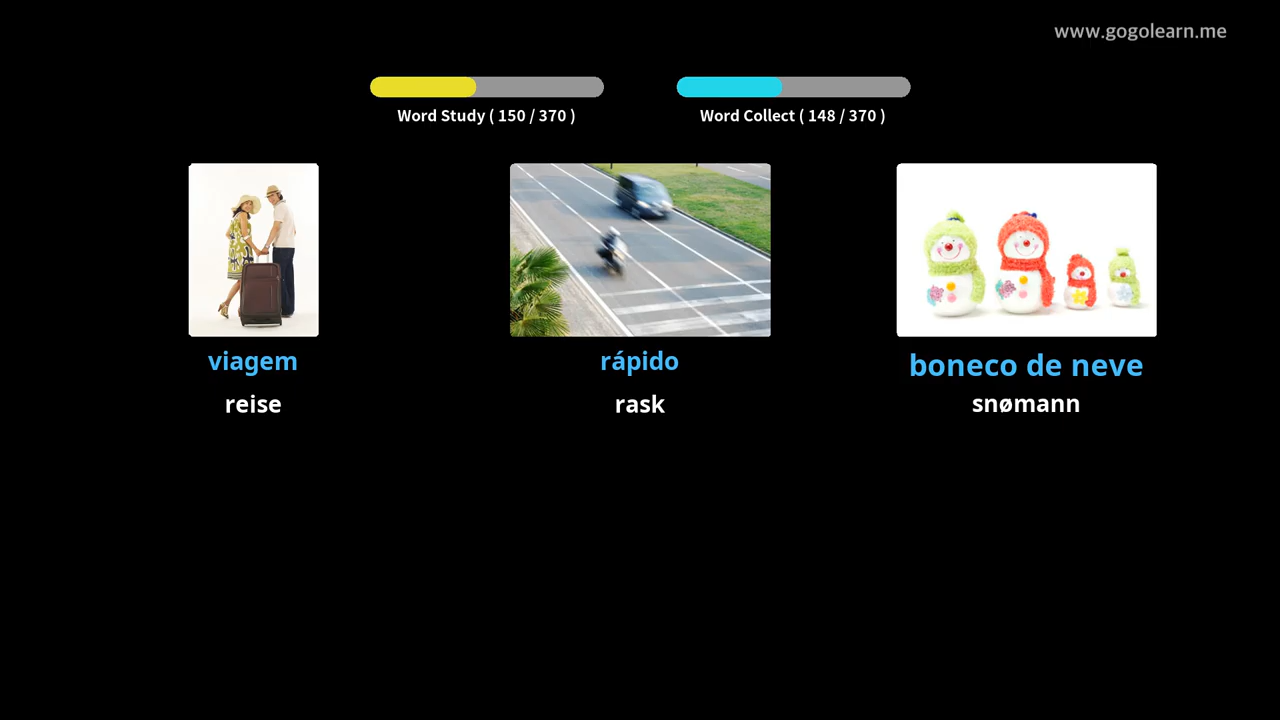 www.gogolearn.me
Word Study ( 150 / 370 )
Word Collect ( 148 / 370 )
viagem
rápido
boneco de neve
reise
rask
snømann